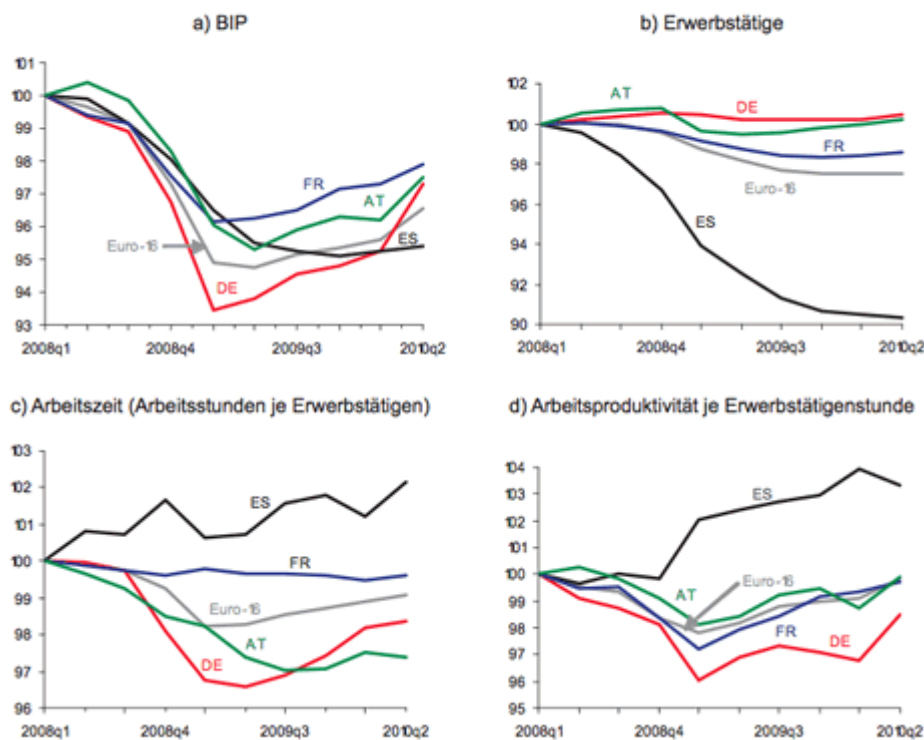 a) BIP
101
100
99
98
97
96
95
94
93
2008q1
2008q4
2009q3
2010q2
FR
AT
Euro-16
ES
DE
b) Erwerbstätige
102
100
98
96
94
92
90
2008q1
2008q4
2009q3
2010q2
AT
DE
FR
Euro-16
ES
c) Arbeitszeit (Arbeitsstunden je Erwerbstätigen)
103
102
101
100
99
98
97
96
2008q1
2008q4
2009q3
2010q2
ES
FR
Euro-16
AT
DE
d) Arbeitsproduktivität je Erwerbstätigenstunde
104
103
102
101
100
99
98
97
96
95
2008q1
2008q4
2009q3
2010q2
ES
Euro-16
AT
FR
DE